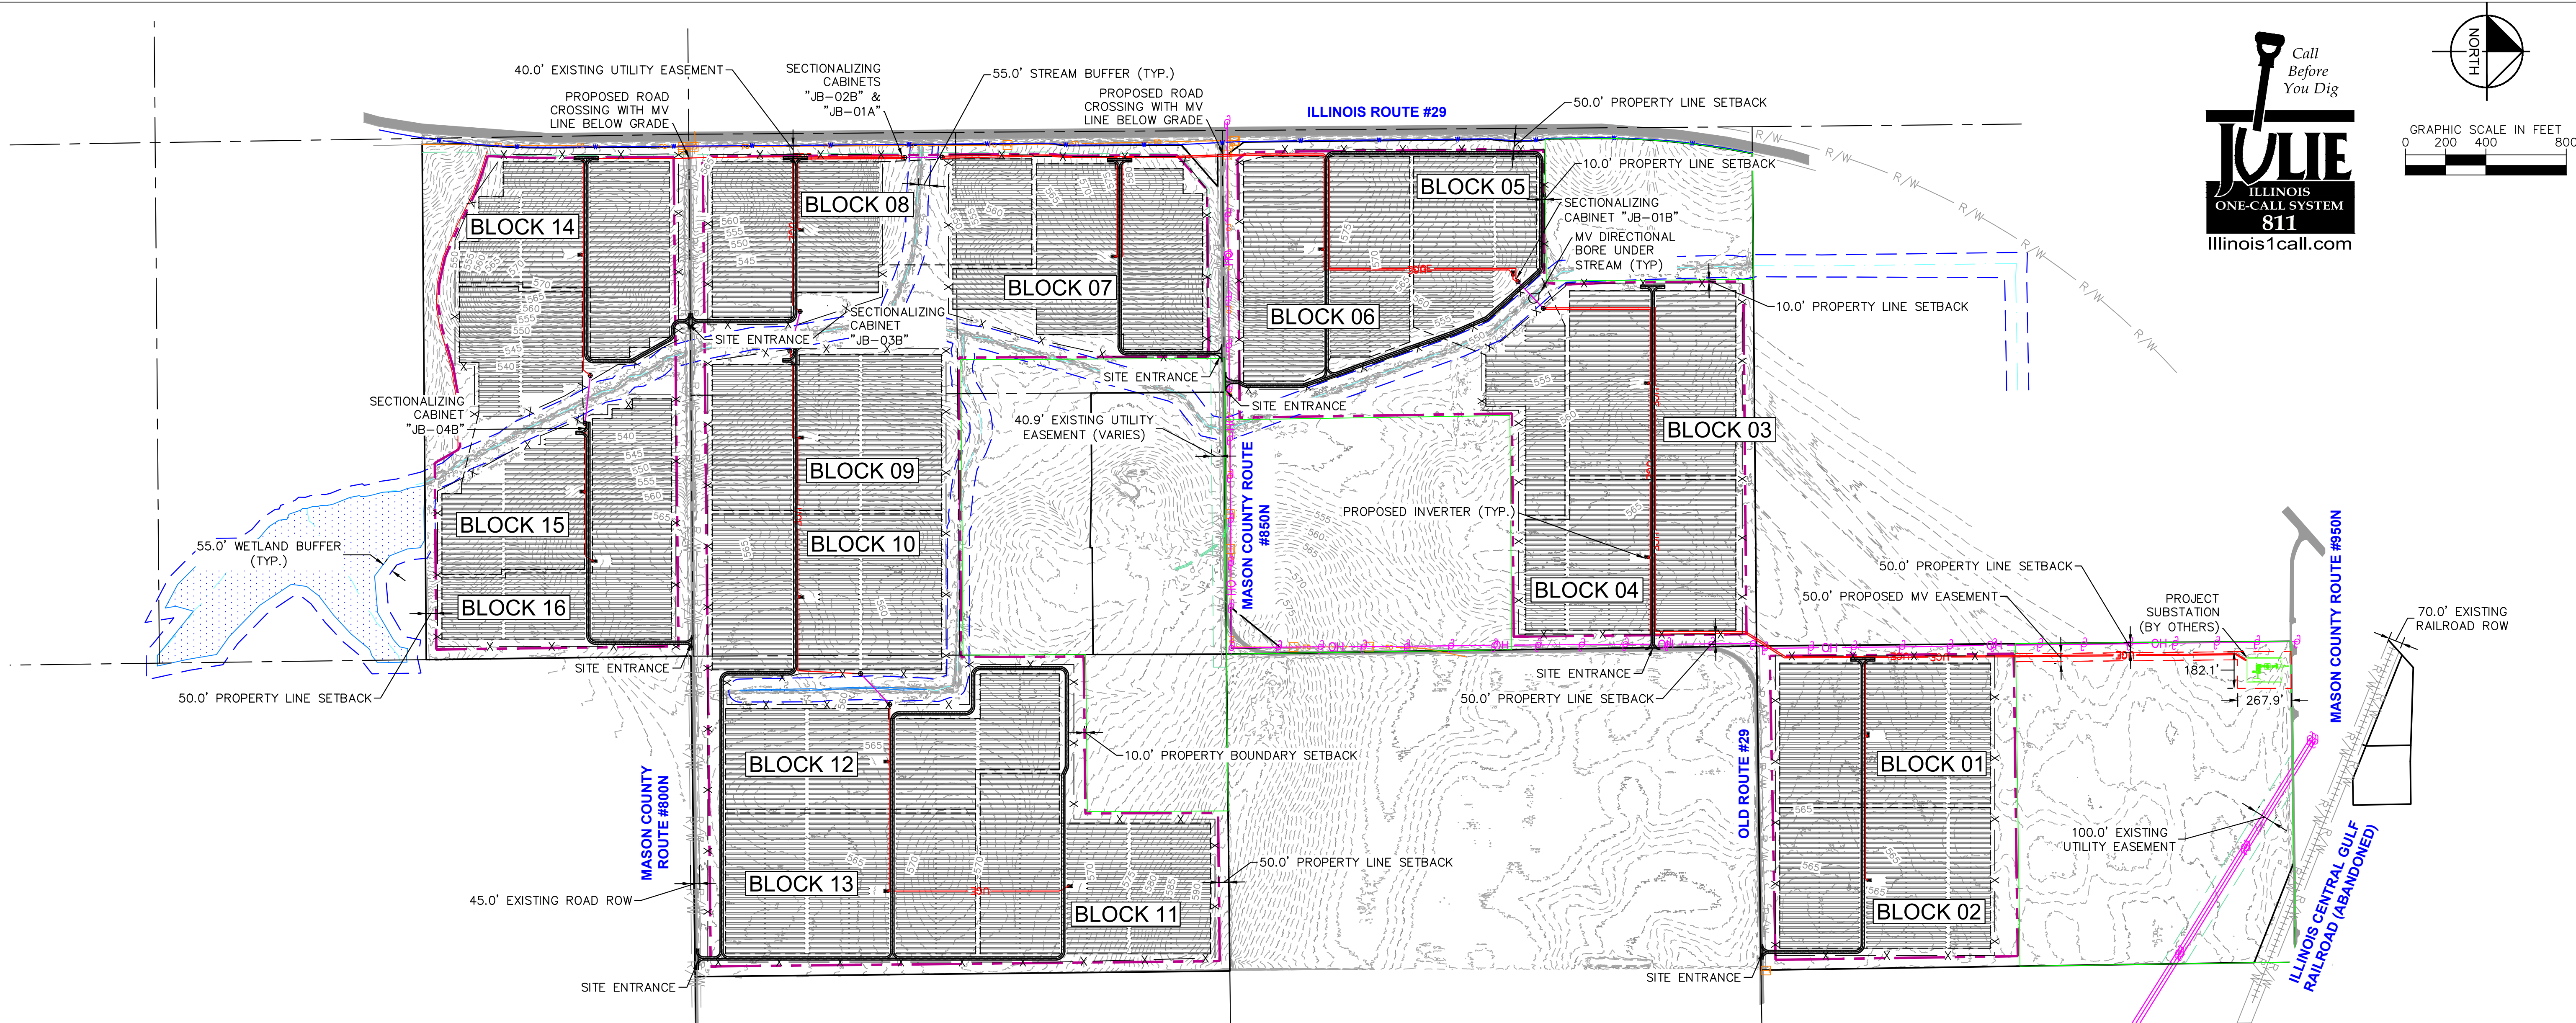 40.0' EXISTING UTILITY EASEMENT
PROPOSED ROAD
CROSSING WITH MV
LINE BELOW GRADE
SECTIONALIZING
CABINETS
"JB-02B" &
"JB-01A"
55.0' STREAM BUFFER (TYP.)
PROPOSED ROAD
CROSSING WITH MV
LINE BELOW GRADE
ILLINOIS ROUTE #29
50.0' PROPERTY LINE SETBACK
Call
Before
You Dig
JULIE
ILLINOIS
ONE-CALL SYSTEM
811
Illinois1call.com
NORTH
GRAPHIC SCALE IN FEET
0 200 400 800
R/W
R/W
R/W
R/W
R/W
R/W
R/W
10.0' PROPERTY LINE SETBACK
BLOCK 05
BLOCK 14
BLOCK 08
SECTIONALIZING
CABINET "JB-01B"
MV DIRECTIONAL
BORE UNDER
STREAM (TYP)
BLOCK 07
BLOCK 06
10.0' PROPERTY LINE SETBACK
SECTIONALIZING
CABINET
"JB-03B"
SITE ENTRANCE
SITE ENTRANCE
SITE ENTRANCE
SECTIONALIZING
CABINET
"JB-04B"
40.9' EXISTING UTILITY
EASEMENT (VARIES)
BLOCK 03
BLOCK 09
MASON COUNTY ROUTE
#850N
PROPOSED INVERTER (TYP.)
BLOCK 15
BLOCK 10
55.0' WETLAND BUFFER
(TYP.)
BLOCK 16
BLOCK 04
50.0' PROPERTY LINE SETBACK
50.0' PROPOSED MV EASEMENT
PROJECT
SUBSTATION
(BY OTHERS)
MASON COUNTY ROUTE #950N
70.0' EXISTING
RAILROAD ROW
SITE ENTRANCE
50.0' PROPERTY LINE SETBACK
SITE ENTRANCE
50.0' PROPERTY LINE SETBACK
182.1'
267.9'
10.0' PROPERTY BOUNDARY SETBACK
OLD ROUTE #29
BLOCK 12
BLOCK 01
MASON COUNTY
ROUTE #800N
100.0' EXISTING
UTILITY EASEMENT
50.0' PROPERTY LINE SETBACK
BLOCK 13
45.0' EXISTING ROAD ROW
BLOCK 11
BLOCK 02
ILLINOIS CENTRAL GULF
RAILROAD (ABANDONED)
SITE ENTRANCE
SITE ENTRANCE